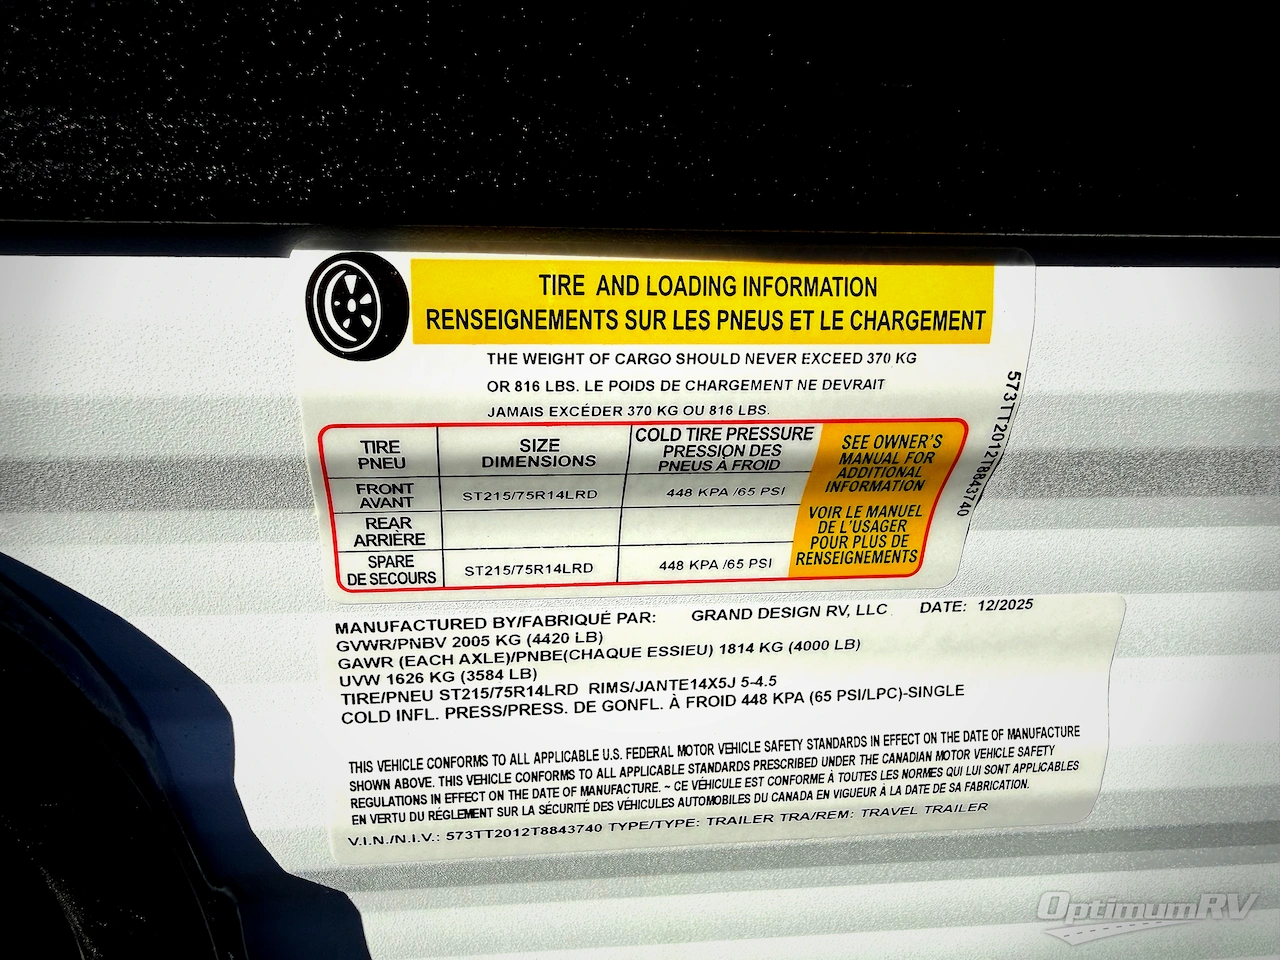 TIRE AND LOADING INFORMATION
RENSEIGNEMENTS SUR LES PNEUS ET LE CHARGEMENT
THE WEIGHT OF CARGO SHOULD NEVER EXCEED 370 KG
OR 816 LBS. LE POIDS DE CHARGEMENT NE DEVRAIT
JAMAIS EXCÉDER 370 KG OU 816 LBS.
573TT2012T8843740
TIRE
PNEU
SIZE
DIMENSIONS
COLD TIRE PRESSURE
PRESSION DES
PNEUS À FROID
SEE OWNER'S
MANUAL FOR
ADDITIONAL
INFORMATION
FRONT
AVANT
ST215/75R14LRD
448 KPA /65 PSI
REAR
ARRIÈRE
VOIR LE MANUEL
DE L'USAGER
POUR PLUS DE
RENSEIGNEMENTS
SPARE
DE SECOURS
ST215/75R14LRD
448 KPA /65 PSI
MANUFACTURED BY/FABRIQUÉ PAR: GRAND DESIGN RV, LLC DATE: 12/2025
GVWR/PNBV 2005 KG (4420 LB)
GAWR (EACH AXLE)/PNBE(CHAQUE ESSIEU) 1814 KG (4000 LB)
UVW 1626 KG (3584 LB)
TIRE/PNEU ST215/75R14LRD RIMS/JANTE14X5J 5-4.5
COLD INFL. PRESS/PRESS. DE GONFL. À FROID 448 KPA (65 PSI/LPC)-SINGLE
THIS VEHICLE CONFORMS TO ALL APPLICABLE U.S. FEDERAL MOTOR VEHICLE SAFETY STANDARDS IN EFFECT ON THE DATE OF MANUFACTURE
SHOWN ABOVE. THIS VEHICLE CONFORMS TO ALL APPLICABLE STANDARDS PRESCRIBED UNDER THE CANADIAN MOTOR VEHICLE SAFETY
REGULATIONS IN EFFECT ON THE DATE OF MANUFACTURE. ~ CE VÉHICULE EST CONFORME À TOUTES LES NORMES QUI LUI SONT APPLICABLES
EN VERTU DU RÉGLEMENT SUR LA SÉCURITÉ DES VÉHICULES AUTOMOBILES DU CANADA EN VIGUEUR À LA DATE DE SA FABRICATION.
V.I.N./N.I.V.: 573TT2012T8843740 TYPE/TYPE: TRAILER TRA/REM: TRAVEL TRAILER
OptimumRV